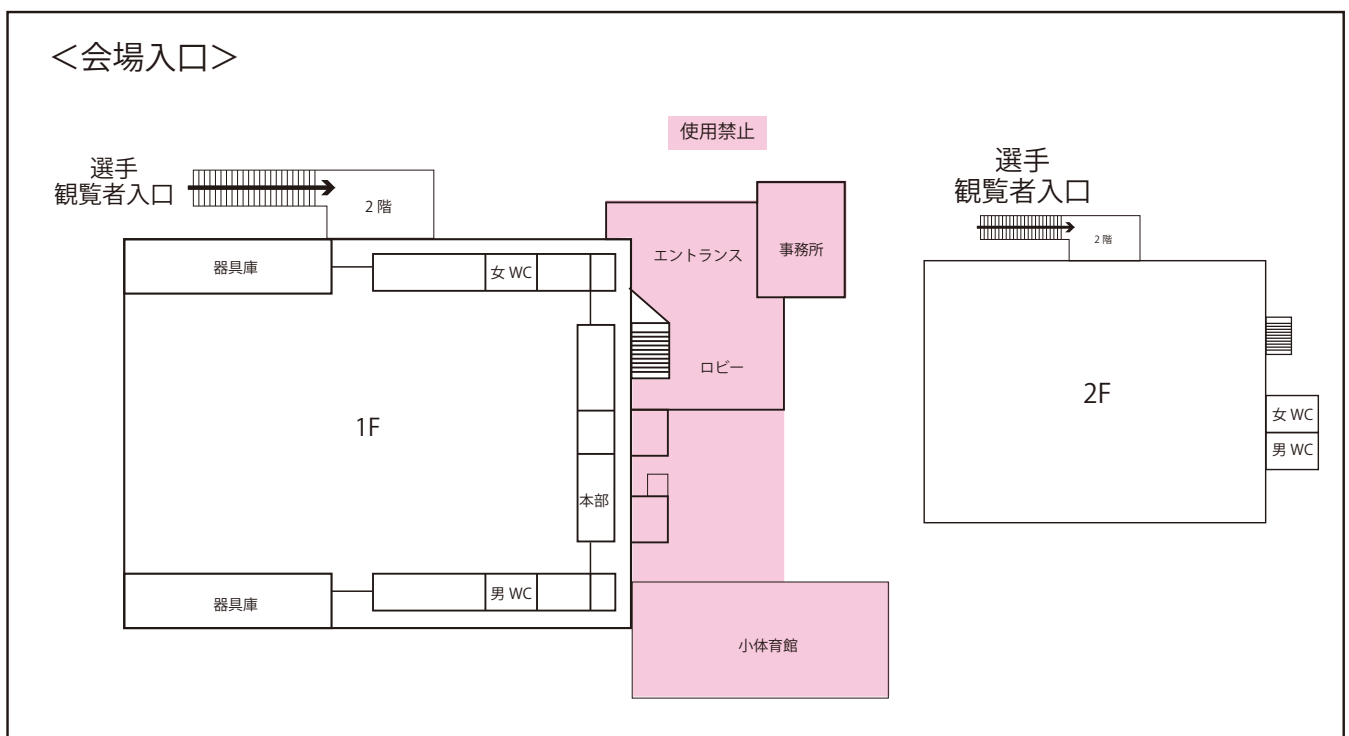 ＜会場入口＞
使用禁止
選手
観覧者入口
2 階
エントランス
事務所
器具庫
女 WC
ロビー
1F
本部
器具庫
男 WC
小体育館
選手
観覧者入口
2 階
2F
女 WC
男 WC